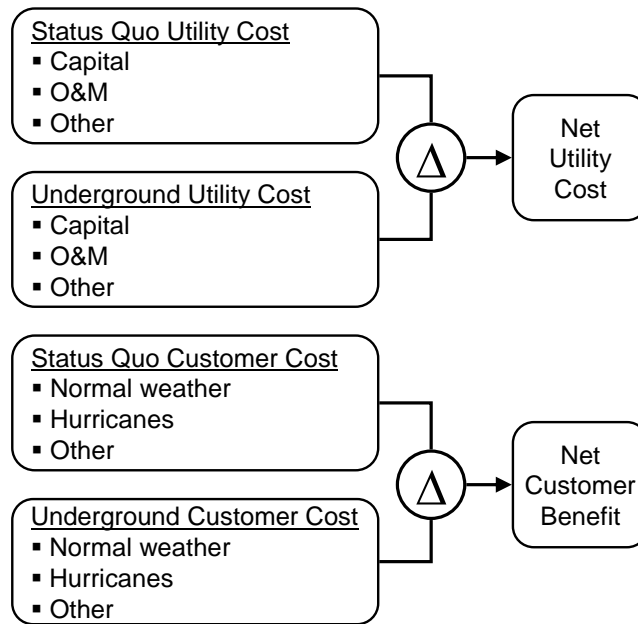 Status Quo Utility Cost
▪ Capital
▪ O&M
▪ Other
Δ
Net
Utility
Cost
Underground Utility Cost
▪ Capital
▪ O&M
▪ Other
Status Quo Customer Cost
▪ Normal weather
▪ Hurricanes
▪ Other
Δ
Net
Customer
Benefit
Underground Customer Cost
▪ Normal weather
▪ Hurricanes
▪ Other